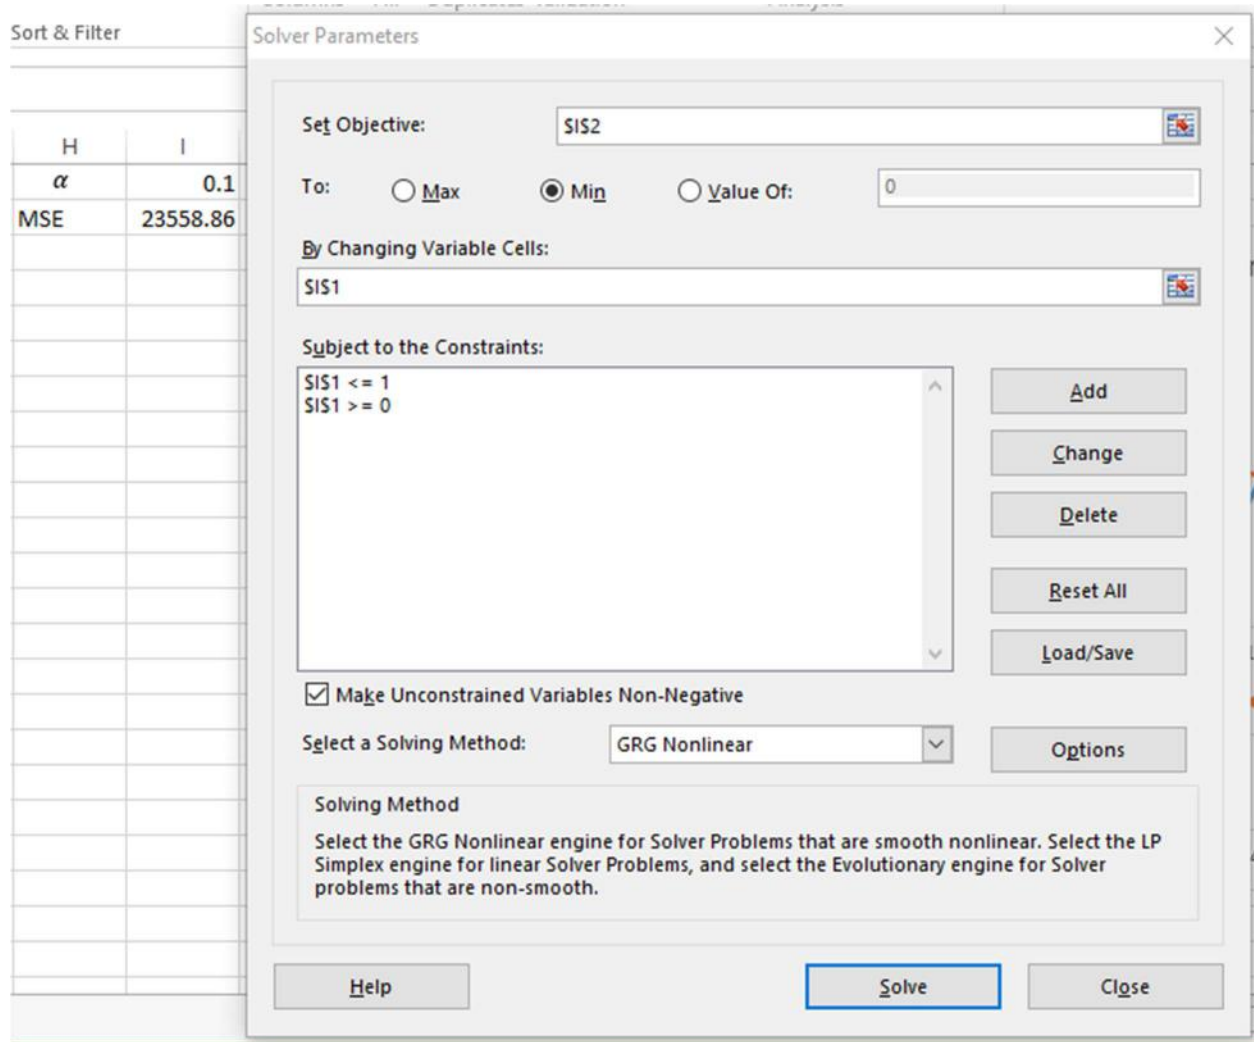 Sort & Filter
Solver Parameters
Set Objective:
$I$2
To:
Max
Min
Value Of:
0
By Changing Variable Cells:
$I$1
Subject to the Constraints:
$I$1 <= 1
$I$1 >= 0
Add
Change
Delete
Reset All
Load/Save
Make Unconstrained Variables Non-Negative
Select a Solving Method:
GRG Nonlinear
Options
Solving Method
Select the GRG Nonlinear engine for Solver Problems that are smooth nonlinear. Select the LP
Simplex engine for linear Solver Problems, and select the Evolutionary engine for Solver
problems that are non-smooth.
Help
Solve
Close
H I
α 0.1
MSE 23558.86